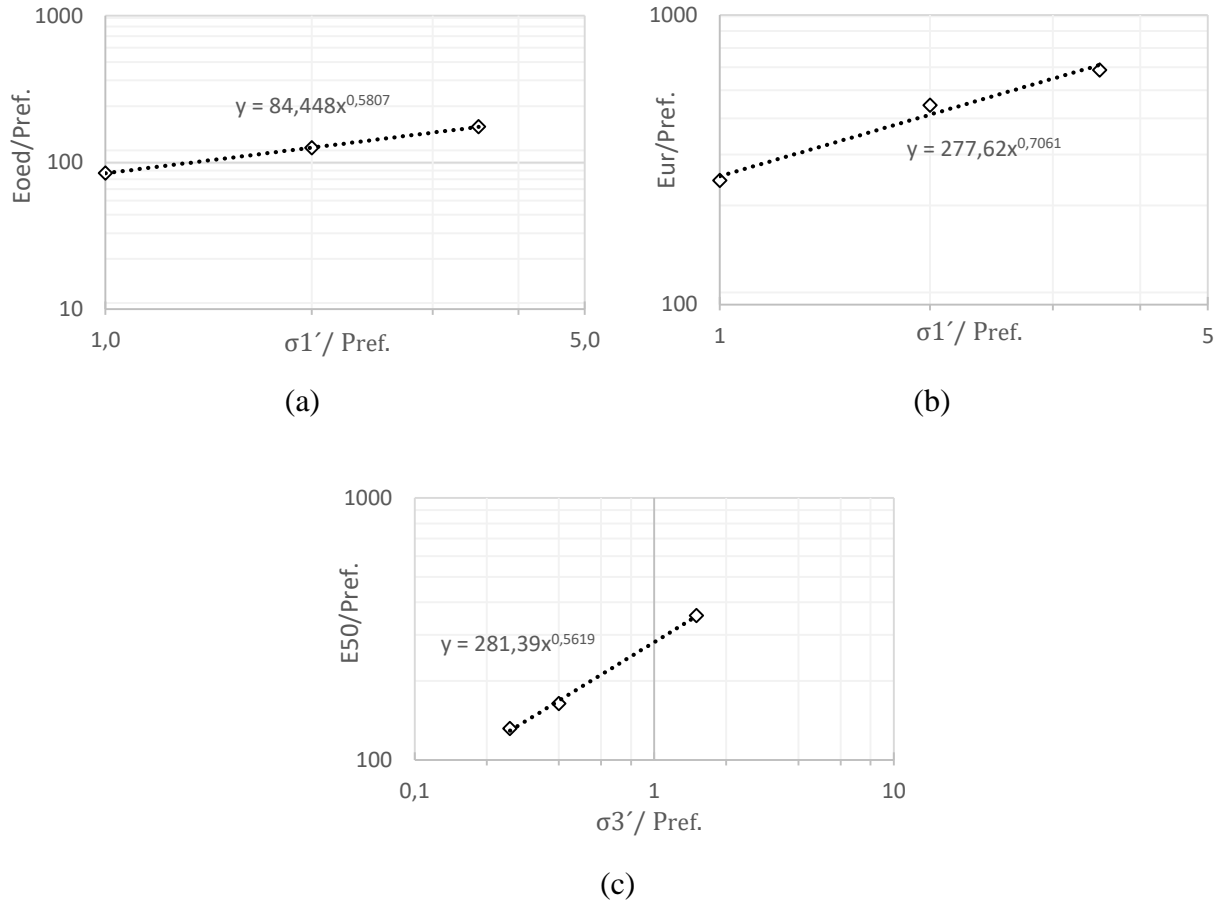 1000
100
10
Eoed/Pref.
y = 84,448x^0,5807
1,0
5,0
σ1´/ Pref.
(a)
1000
100
Eur/Pref.
y = 277,62x^0,7061
1
5
σ1´/ Pref.
(b)
1000
100
E50/Pref.
y = 281,39x^0,5619
0,1
1
10
σ3´/ Pref.
(c)